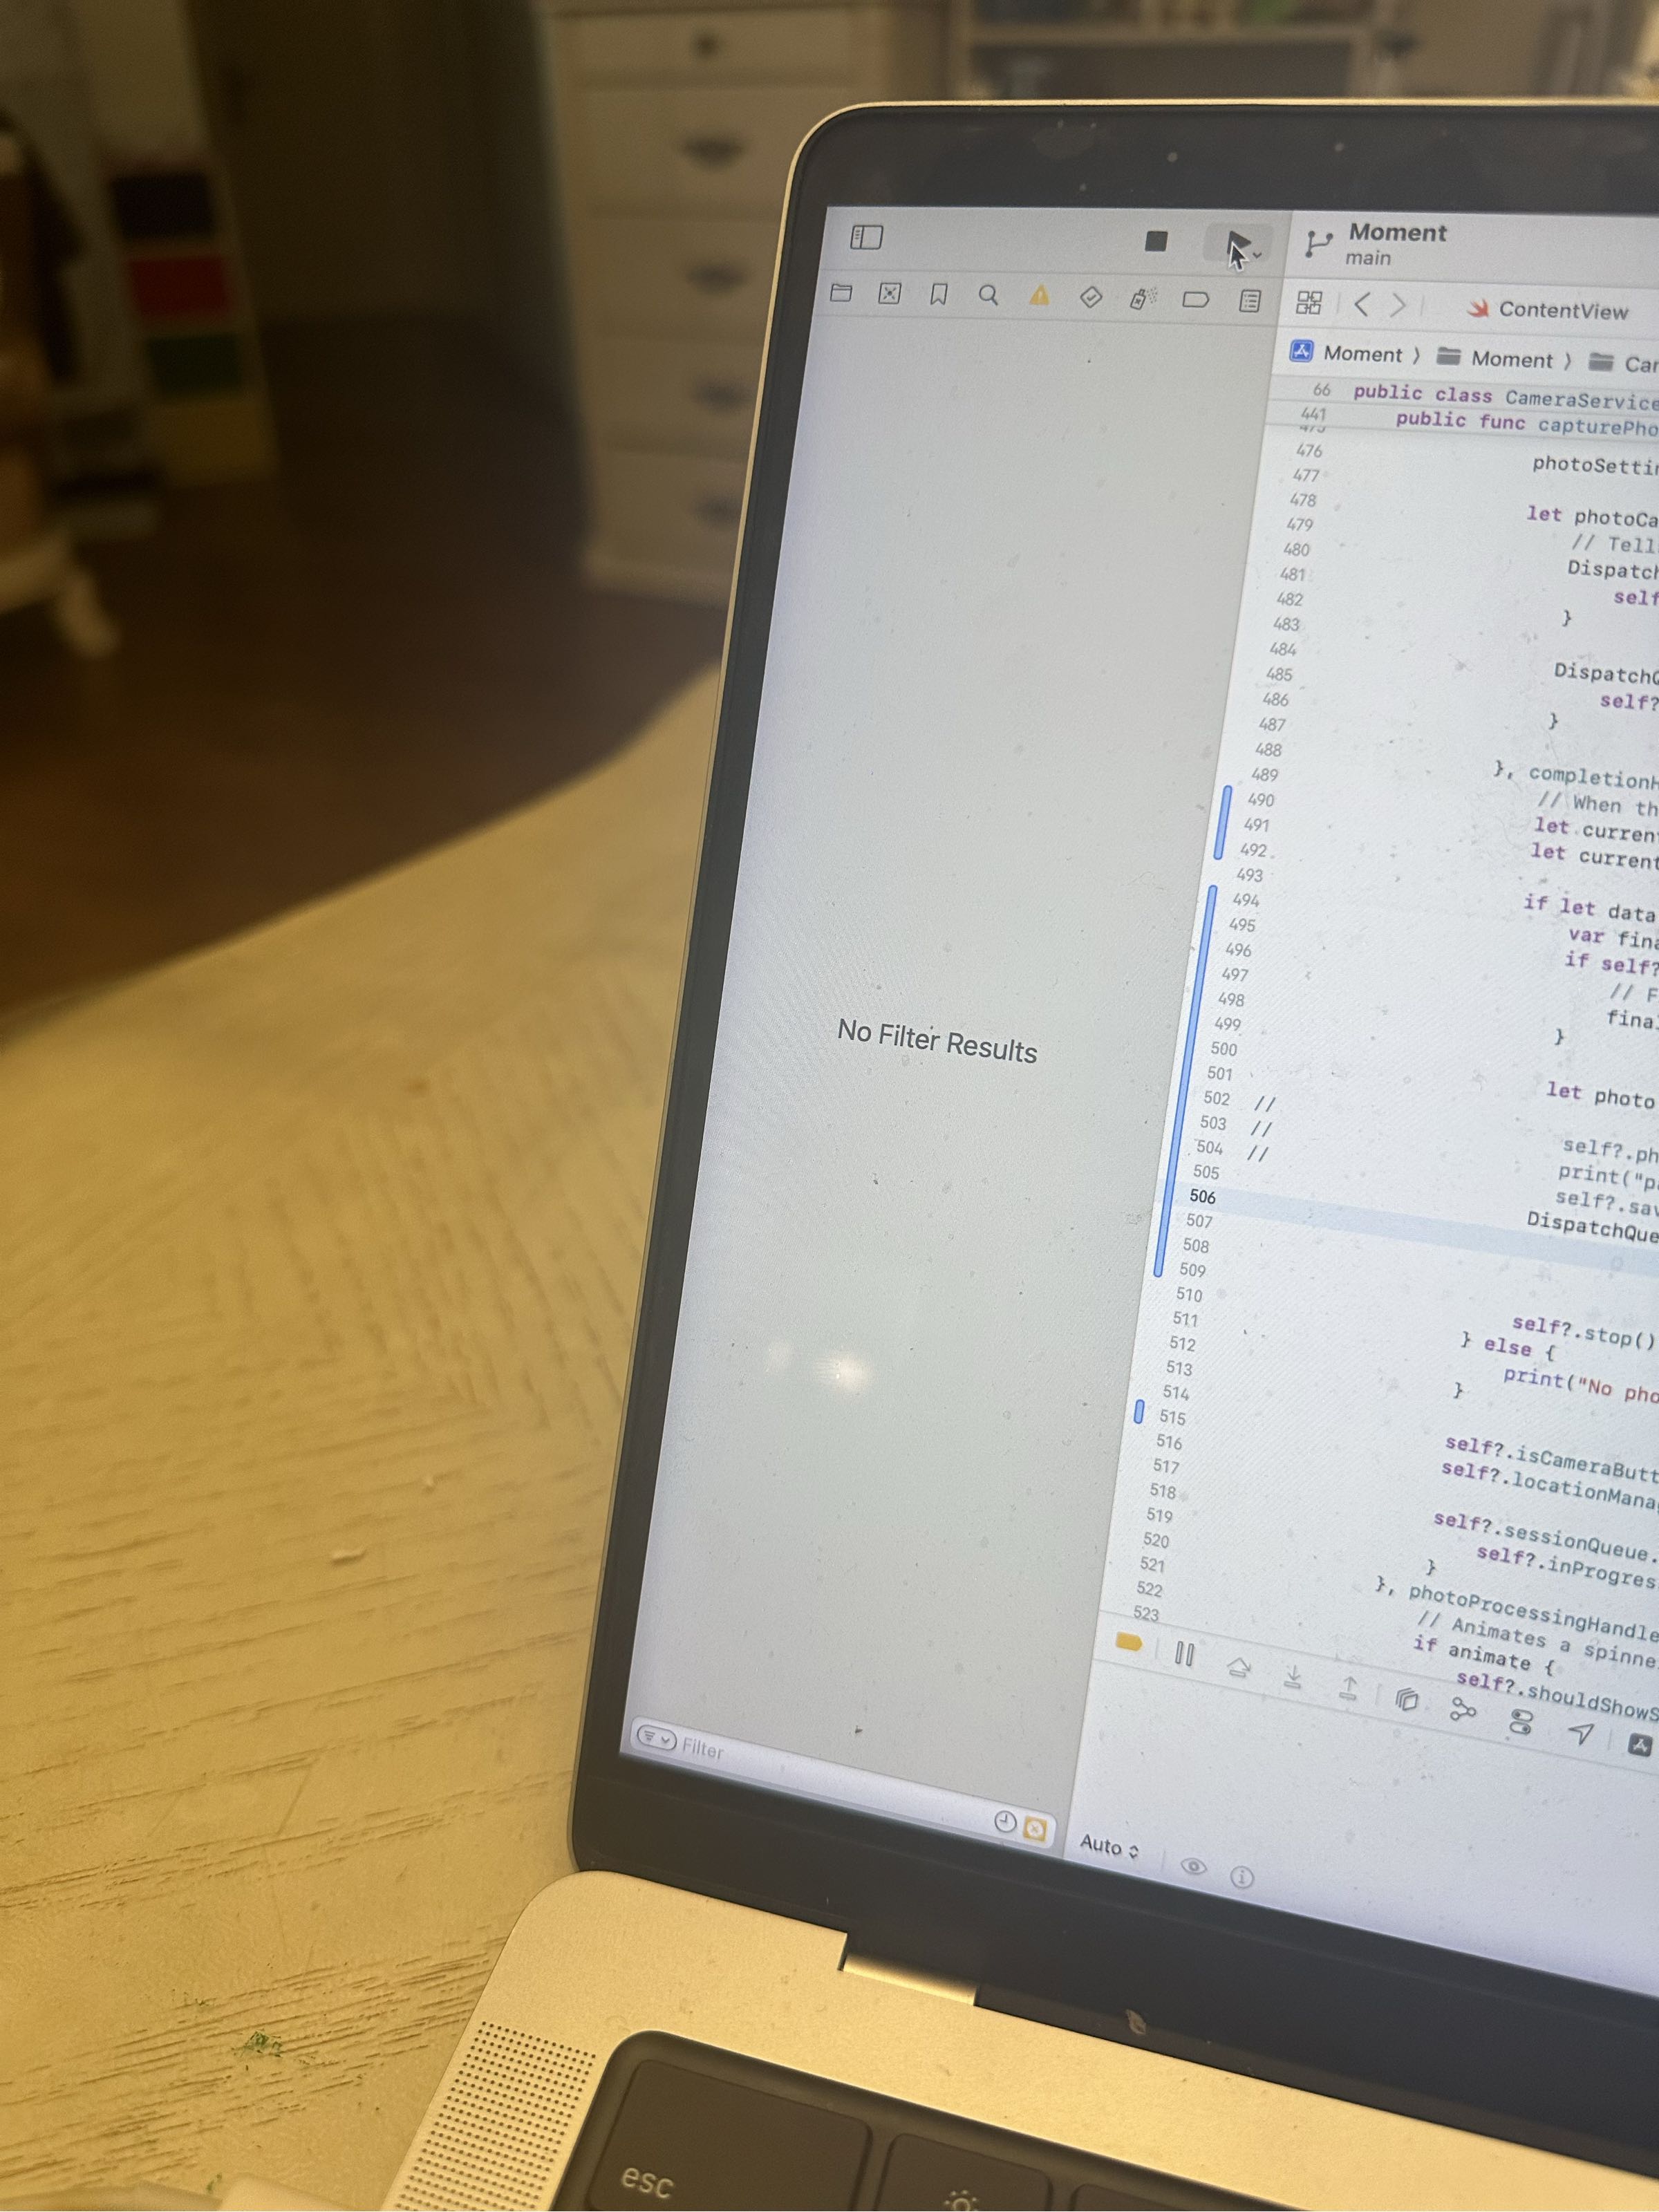 Moment
main
ContentView
Moment 〉 Moment 〉 Car
66 public class CameraService
441 public func capturePho
475
476 photoSettin
477
478 let photoCa
479 // Tell
480 Dispatch
481 self
482 }
483
484 DispatchQ
485 self?
486 }
487
488 }, completionH
489 // When th
490 let current
491 let current
492
493 if let data
494 var fina
495 if self?
496 // F
497 final
498 }
499
500 let photo
501
502 // self?.ph
503 // print("pa
504 // self?.sav
505 DispatchQue
506
507
508
509 self?.stop()
510 } else {
511 print("No pho
512 }
513
514 self?.isCameraButt
515 self?.locationMana
516
517 self?.sessionQueue.
518 self?.inProgres
519 }
520 }, photoProcessingHandle
521 // Animates a spinne
522 if animate {
523 self?.shouldShowS
No Filter Results
Filter
Auto
esc